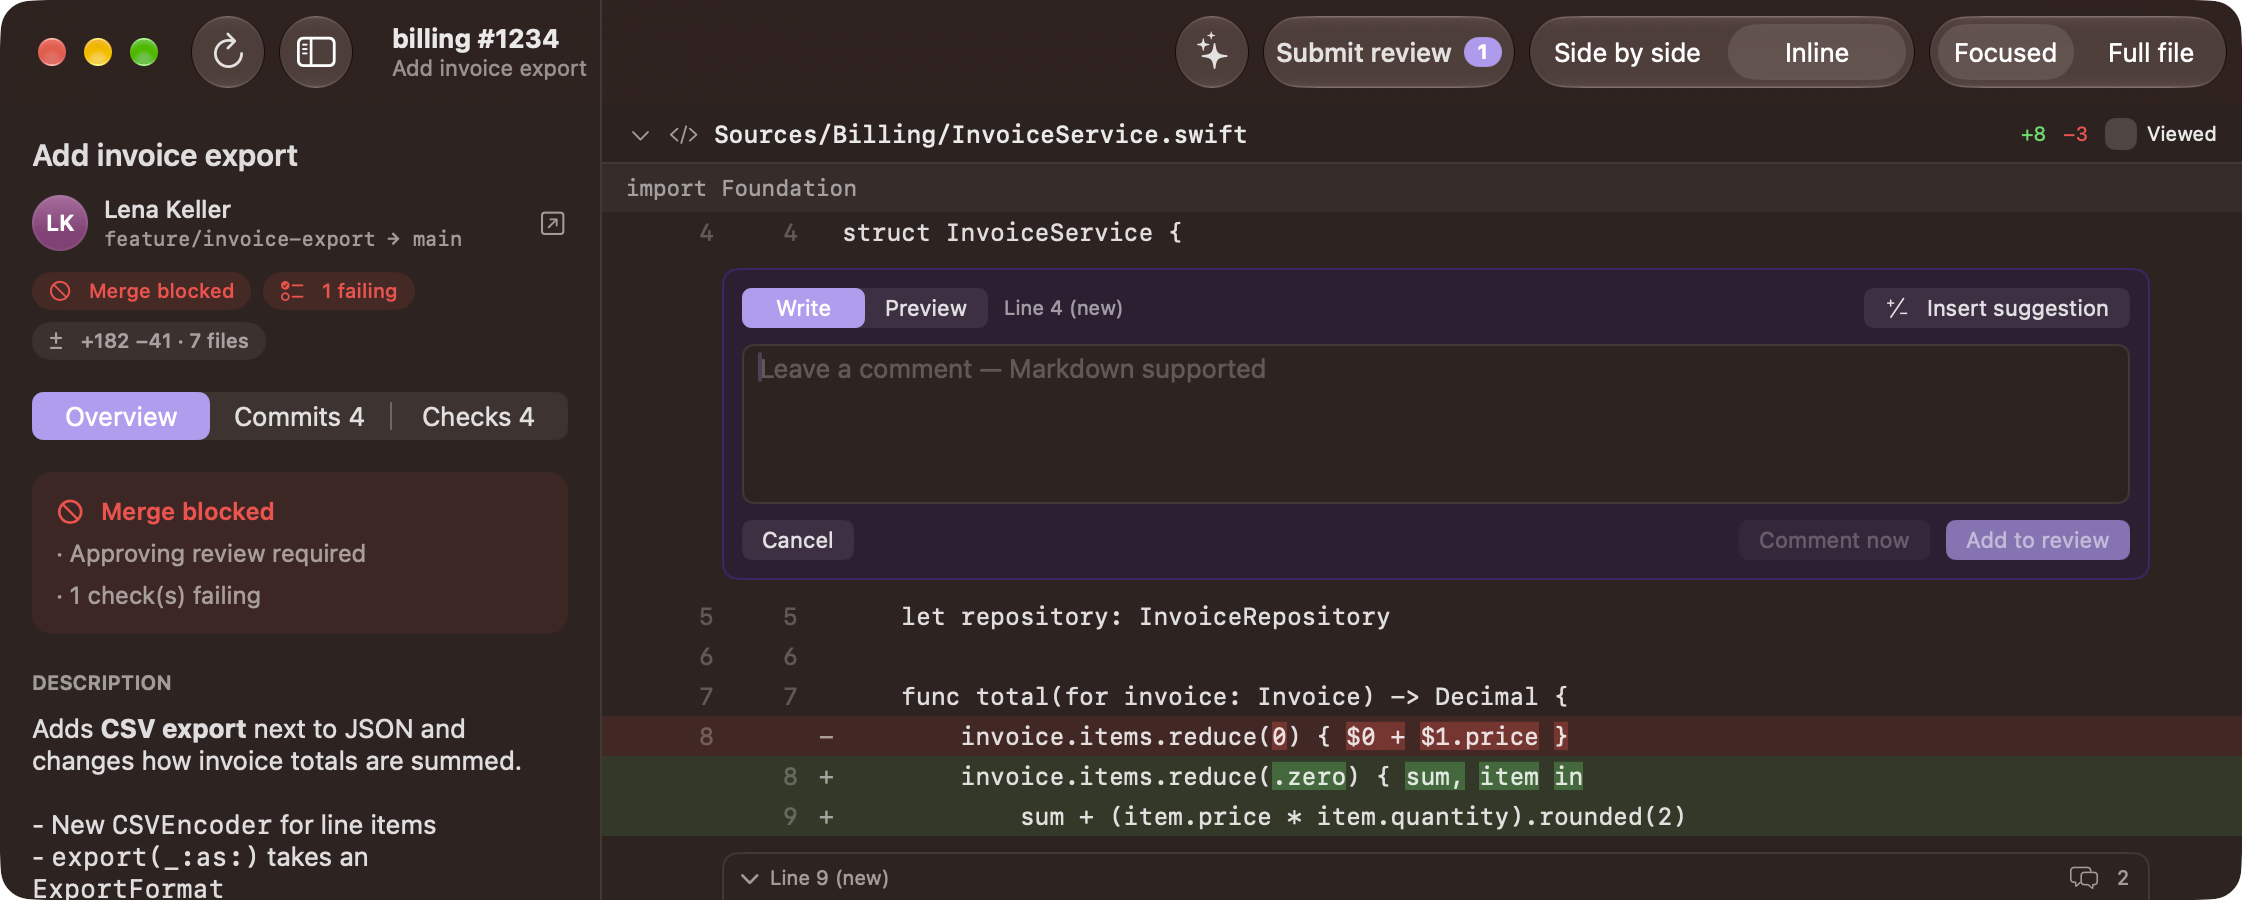 billing #1234
Add invoice export
Submit review 1
Side by side Inline
Focused Full file
Add invoice export
LK
Lena Keller
feature/invoice-export → main
Merge blocked
1 failing
± +182 −41 · 7 files
Overview Commits 4 Checks 4
Merge blocked
· Approving review required
· 1 check(s) failing
DESCRIPTION
Adds CSV export next to JSON and
changes how invoice totals are summed.
- New CSVEncoder for line items
- export(_:as:) takes an
ExportFormat
</> Sources/Billing/InvoiceService.swift +8 −3 Viewed
import Foundation
4 4 struct InvoiceService {
Write Preview Line 4 (new) Insert suggestion
Leave a comment — Markdown supported
Cancel Comment now Add to review
5 5 let repository: InvoiceRepository
6 6
7 7 func total(for invoice: Invoice) -> Decimal {
8 − invoice.items.reduce(0) { $0 + $1.price }
8 + invoice.items.reduce(.zero) { sum, item in
9 + sum + (item.price * item.quantity).rounded(2)
Line 9 (new) 2